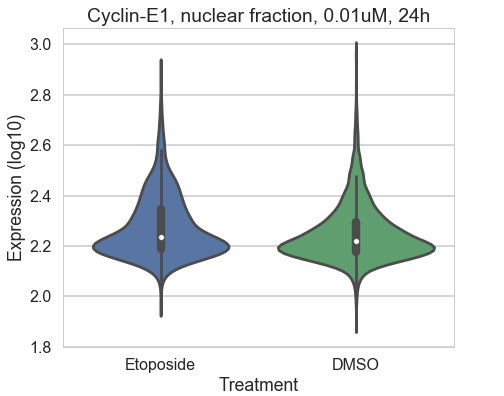 Cyclin-E1, nuclear fraction, 0.01uM, 24h
Expression (log10)
3.0
2.8
2.6
2.4
2.2
2.0
1.8
Etoposide
DMSO
Treatment